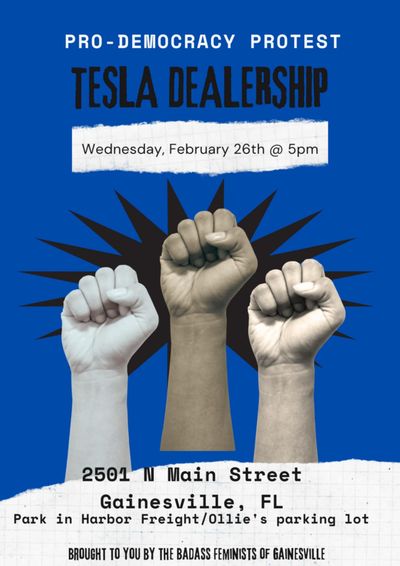 PRO-DEMOCRACY PROTEST
TESLA DEALERSHIP
Wednesday, February 26th @ 5pm
2501 N Main Street
Gainesville, FL
Park in Harbor Freight/Ollie's parking lot
BROUGHT TO YOU BY THE BADASS FEMINISTS OF GAINESVILLE